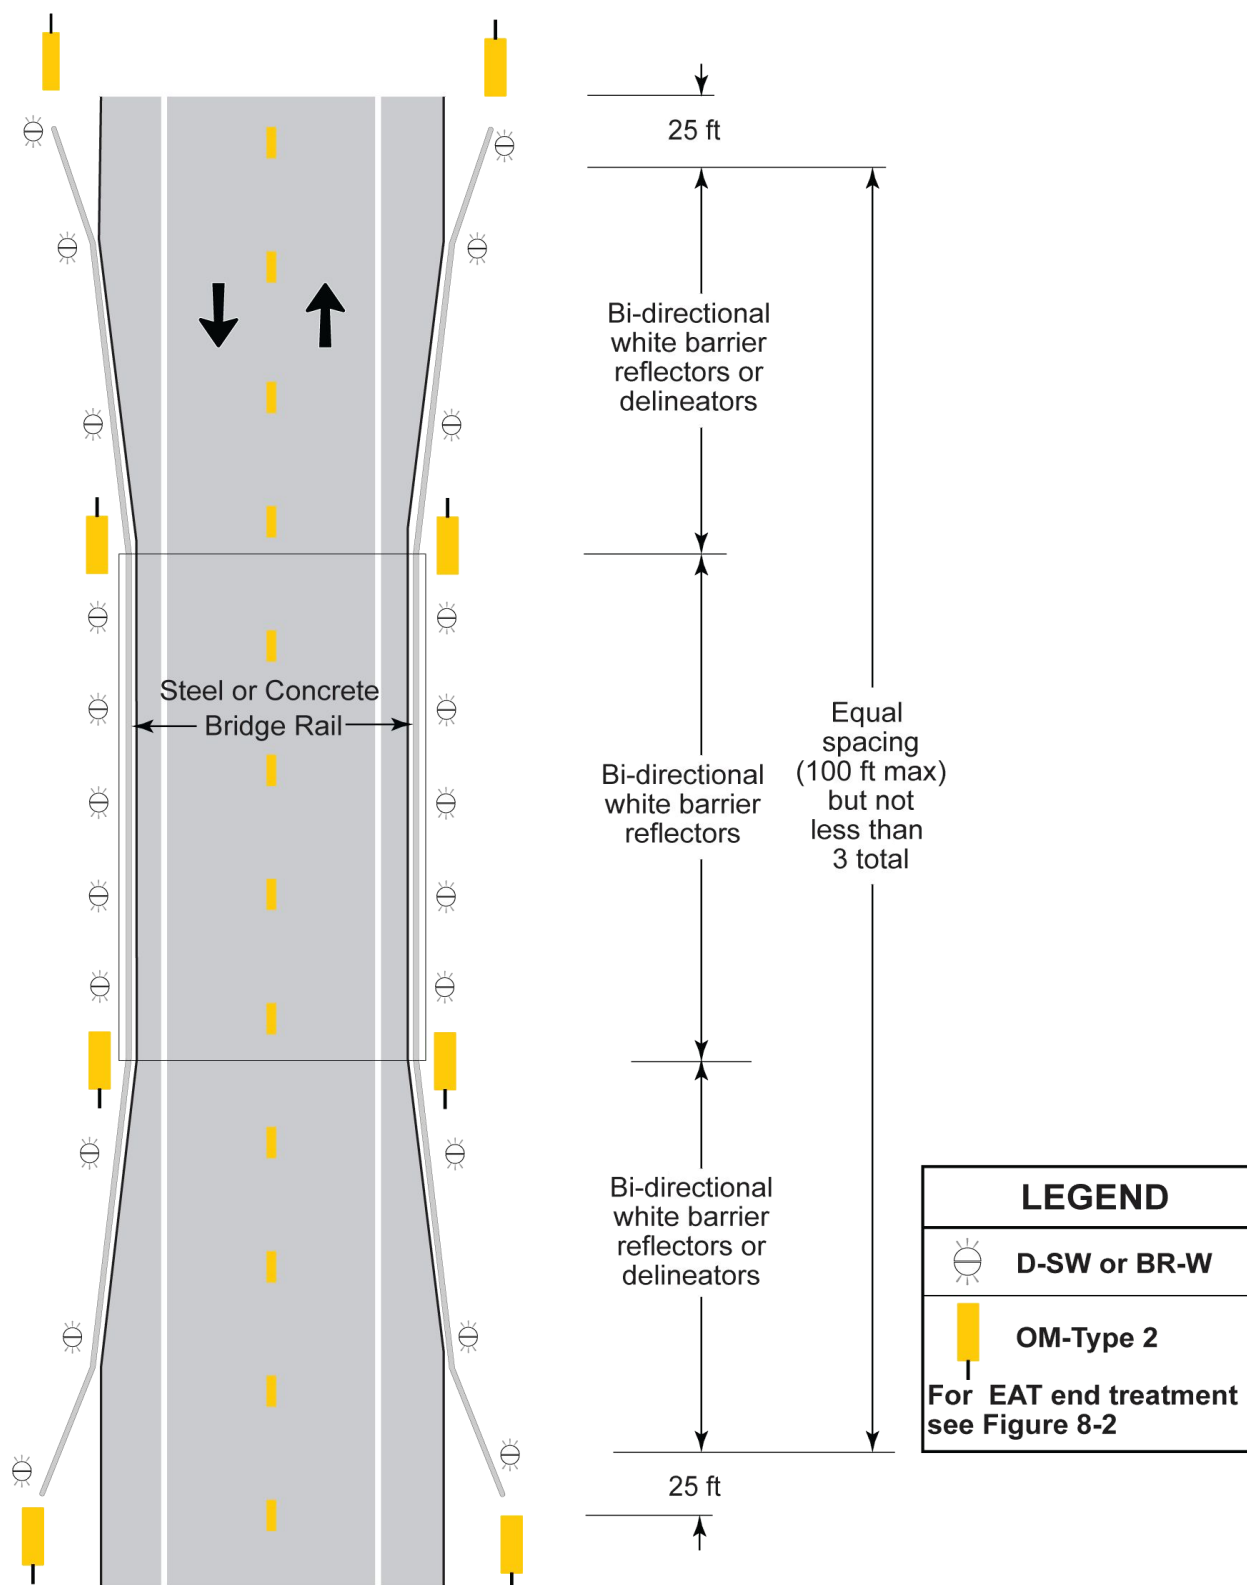 25 ft
Bi-directional
white barrier
reflectors or
delineators
Steel or Concrete
Bridge Rail
Bi-directional
white barrier
reflectors
Equal
spacing
(100 ft max)
but not
less than
3 total
Bi-directional
white barrier
reflectors or
delineators
25 ft
LEGEND
D-SW or BR-W
OM-Type 2
For EAT end treatment
see Figure 8-2